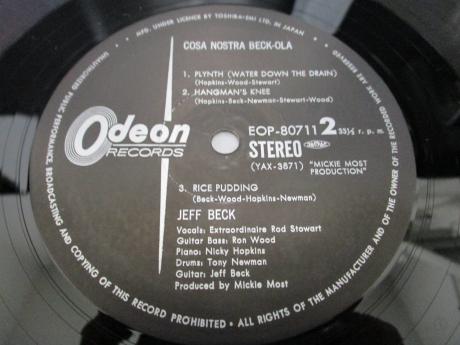 MFD. UNDER LICENCE BY TOSHIBA-EMI LTD. IN JAPAN
COSA NOSTRA BECK-OLA
1. PLYNTH (WATER DOWN THE DRAIN)
(Hopkins-Wood-Stewart)
2. HANGMAN'S KNEE
(Hopkins-Beck-Newman-Stewart-Wood)
Odeon
RECORDS
EOP-80711 2 33⅓ r. p. m.
STEREO
(YAX-3871) "MICKIE MOST
PRODUCTION"
3. RICE PUDDING
(Beck-Wood-Hopkins-Newman)
JEFF BECK
Vocals: Extraordinaire Rod Stewart
Guitar Bass: Ron Wood
Piano: Nicky Hopkins
Drums: Tony Newman
Guitar: Jeff Beck
Produced by Mickie Most
UNAUTHORIZED PUBLIC PERFORMANCE, BROADCASTING AND COPYING OF THIS RECORD PROHIBITED • ALL RIGHTS OF THE MANUFACTURER AND OF THE OWNER OF THE RECORDED WORK ARE RESERVED